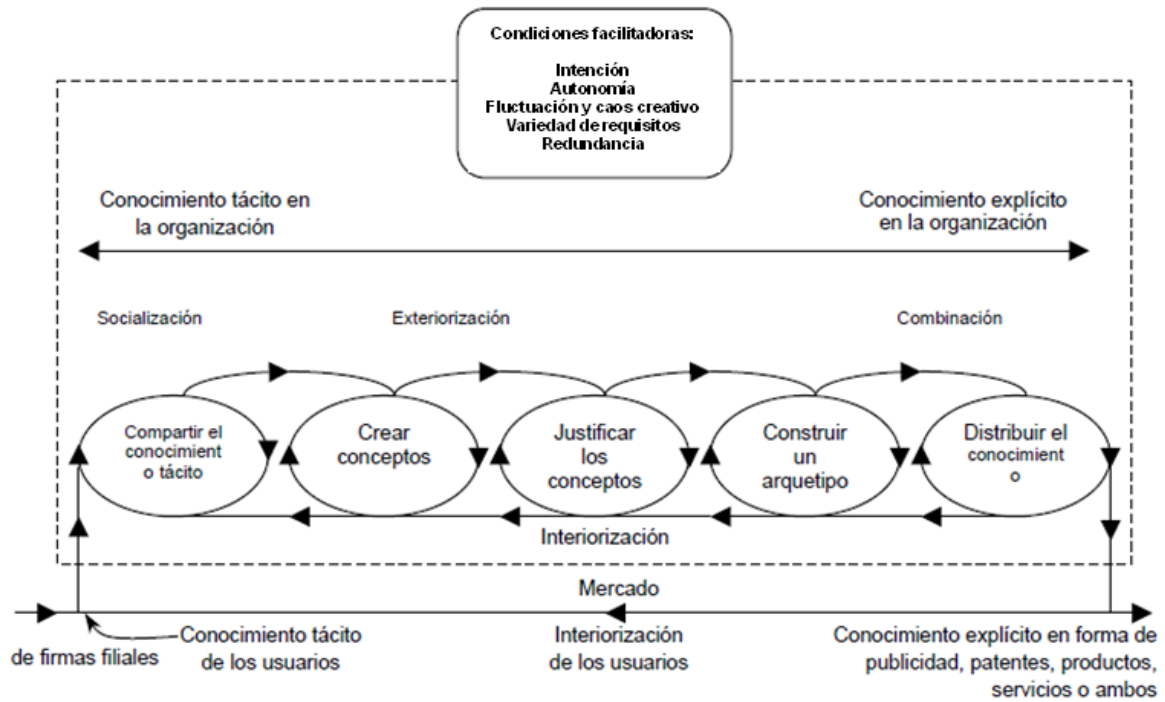 Condiciones facilitadoras:
Intención
Autonomía
Fluctuación y caos creativo
Variedad de requisitos
Redundancia
Conocimiento tácito en
la organización
Conocimiento explícito
en la organización
Socialización
Exteriorización
Combinación
Compartir el
conocimient
o tácito
Crear
conceptos
Justificar
los
conceptos
Construir
un
arquetipo
Distribuir el
conocimient
o
Interiorización
Mercado
de firmas filiales
Conocimiento tácito
de los usuarios
Interiorización
de los usuarios
Conocimiento explícito en forma de
publicidad, patentes, productos,
servicios o ambos